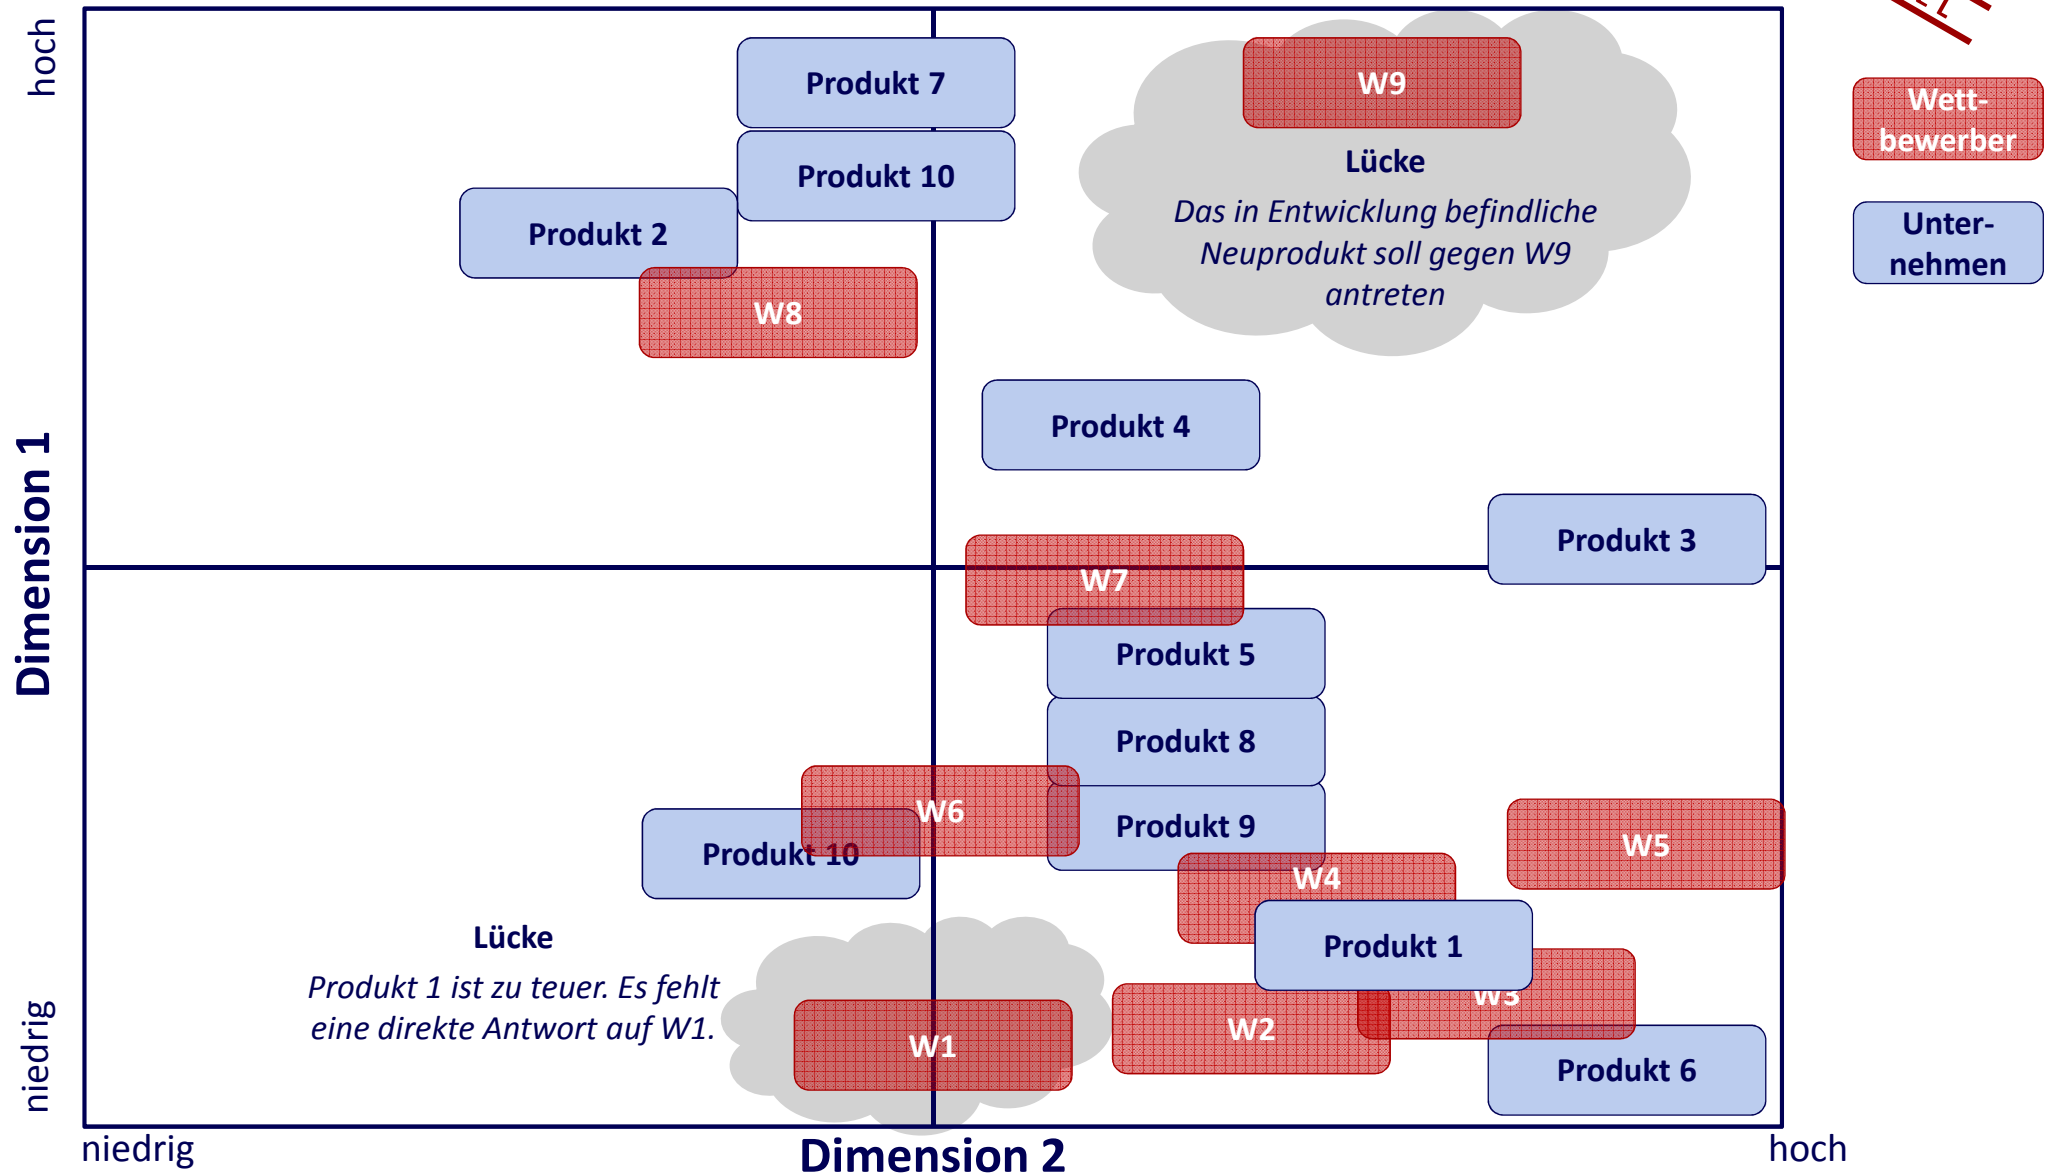 hoch
Produkt 7
W9
Wett-
bewerber
Lücke
Produkt 10
Das in Entwicklung befindliche
Neuprodukt soll gegen W9
antreten
Unter-
nehmen
Produkt 2
W8
Produkt 4
Dimension 1
Produkt 3
W7
Produkt 5
Produkt 8
W6
Produkt 9
Produkt 10
W5
W4
Lücke
Produkt 1 ist zu teuer. Es fehlt
eine direkte Antwort auf W1.
Produkt 1
W3
W2
W1
Produkt 6
niedrig
niedrig
Dimension 2
hoch